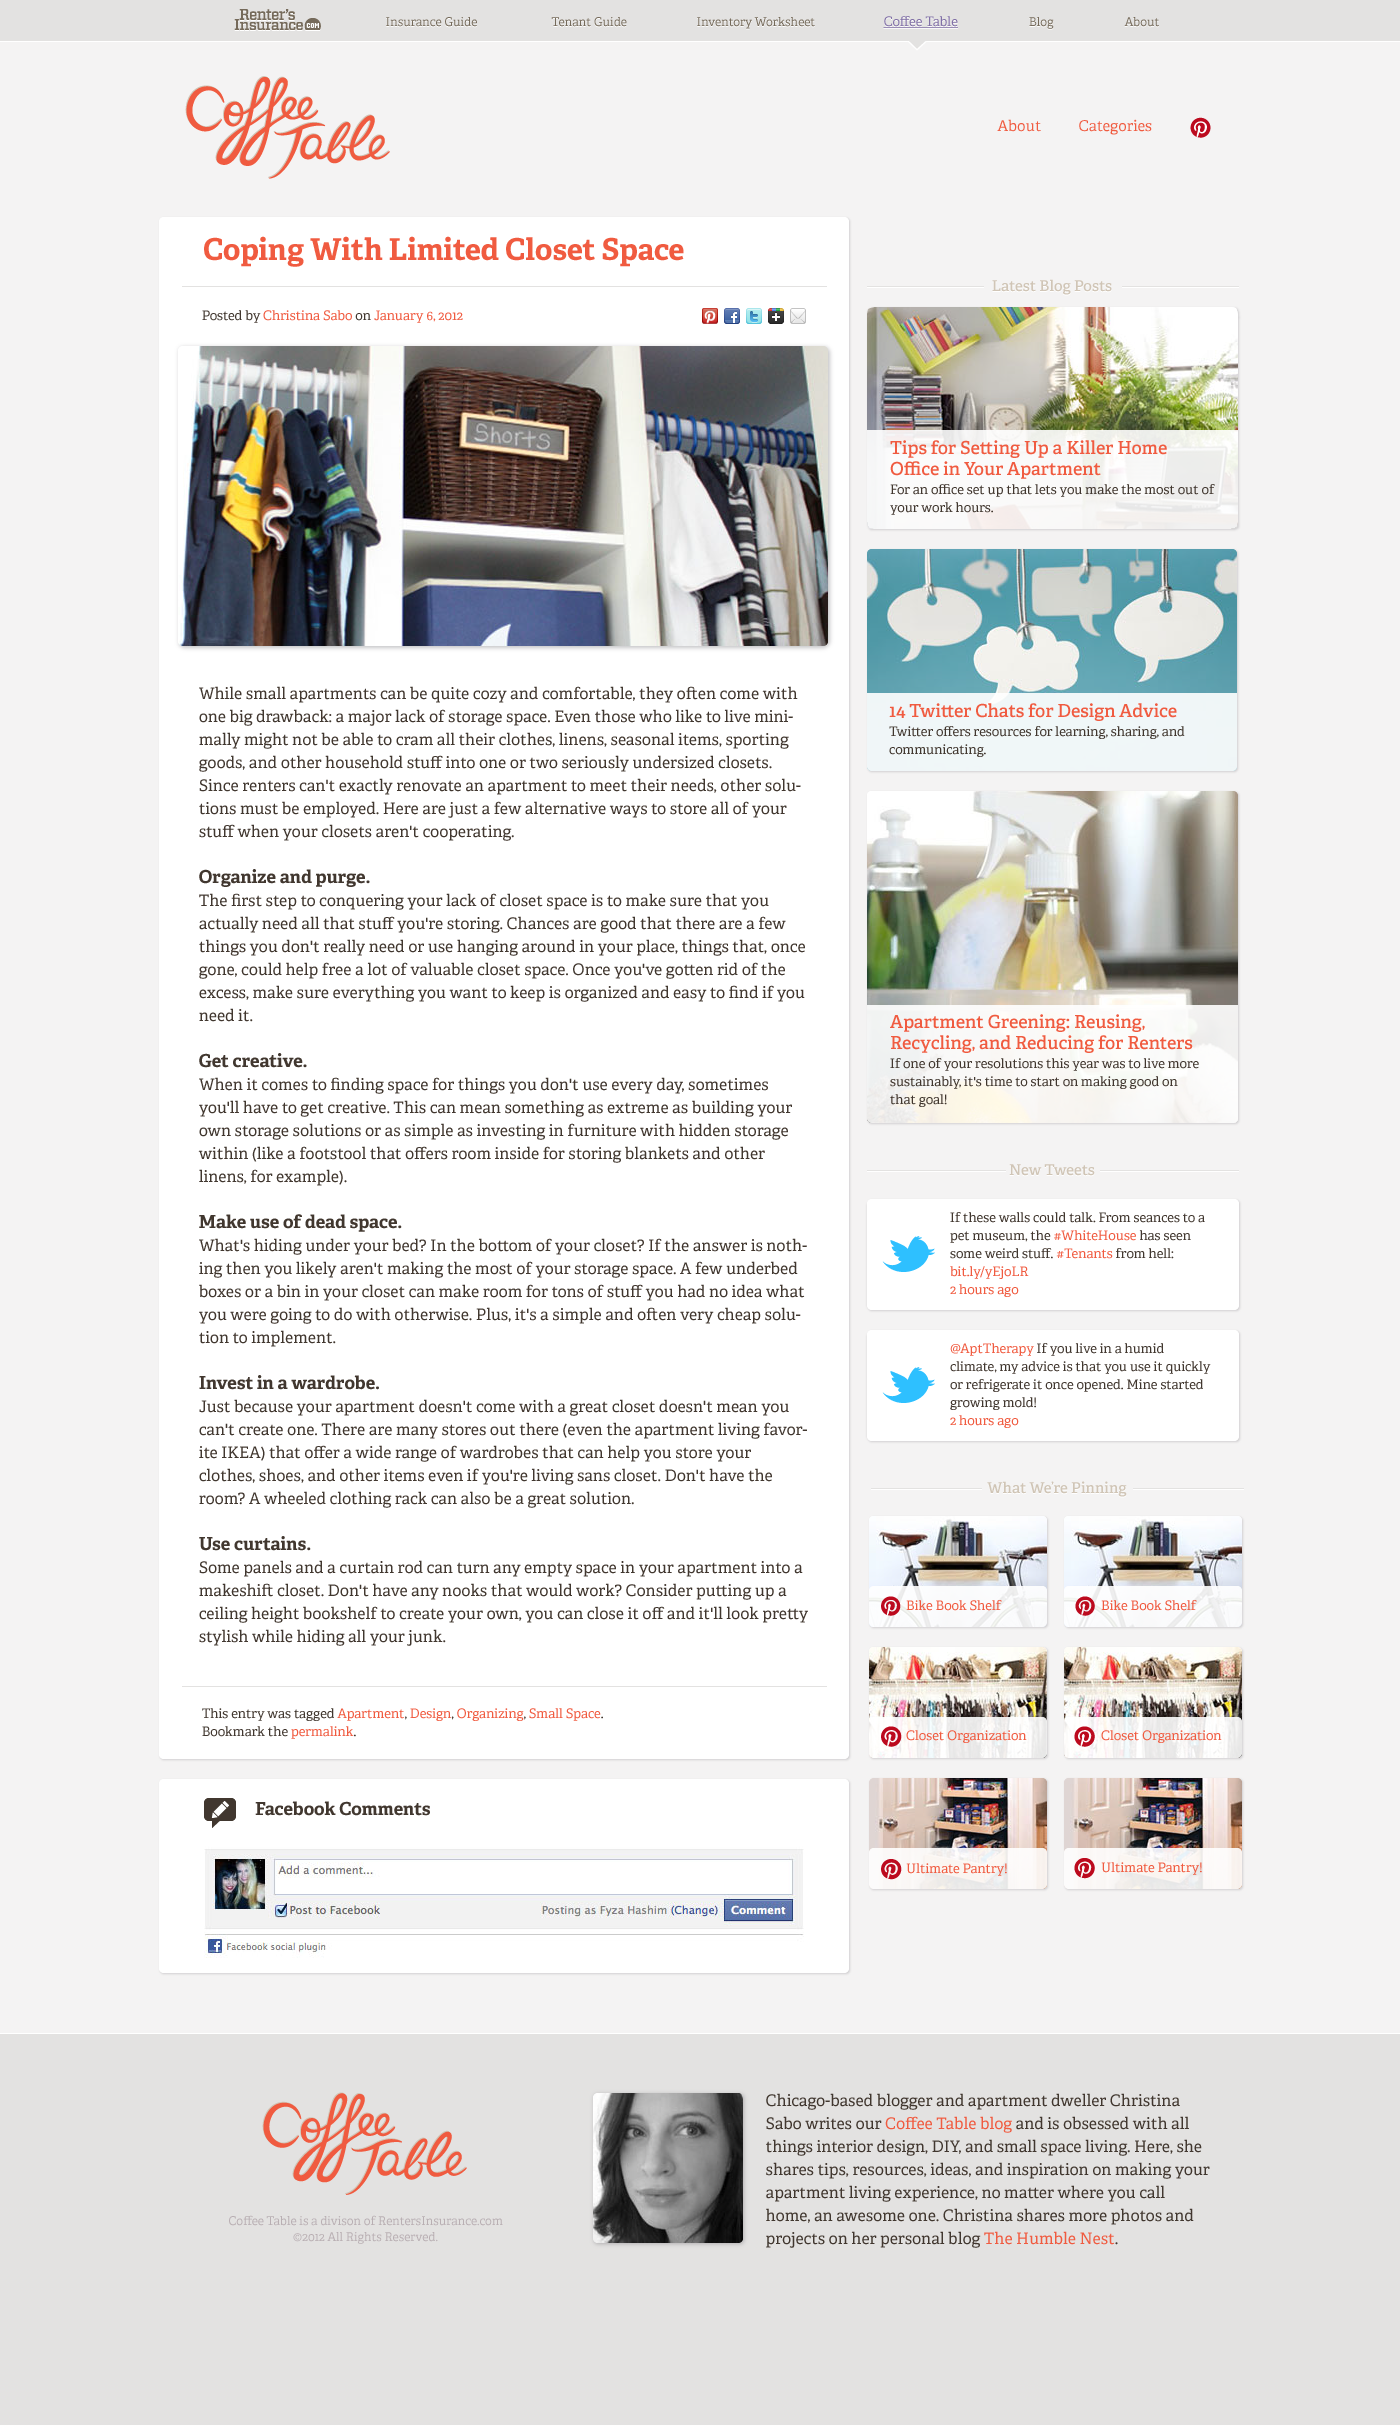 Renter's
Insurance.COM
Insurance Guide
Tenant Guide
Inventory Worksheet
Coffee Table
Blog
About
Coffee
Table
About
Categories
Coping With Limited Closet Space
Posted by Christina Sabo on January 6, 2012
Shorts
While small apartments can be quite cozy and comfortable, they often come with
one big drawback: a major lack of storage space. Even those who like to live mini-
mally might not be able to cram all their clothes, linens, seasonal items, sporting
goods, and other household stuff into one or two seriously undersized closets.
Since renters can't exactly renovate an apartment to meet their needs, other solu-
tions must be employed. Here are just a few alternative ways to store all of your
stuff when your closets aren't cooperating.
Organize and purge.
The first step to conquering your lack of closet space is to make sure that you
actually need all that stuff you're storing. Chances are good that there are a few
things you don't really need or use hanging around in your place, things that, once
gone, could help free a lot of valuable closet space. Once you've gotten rid of the
excess, make sure everything you want to keep is organized and easy to find if you
need it.
Get creative.
When it comes to finding space for things you don't use every day, sometimes
you'll have to get creative. This can mean something as extreme as building your
own storage solutions or as simple as investing in furniture with hidden storage
within (like a footstool that offers room inside for storing blankets and other
linens, for example).
Make use of dead space.
What's hiding under your bed? In the bottom of your closet? If the answer is noth-
ing then you likely aren't making the most of your storage space. A few underbed
boxes or a bin in your closet can make room for tons of stuff you had no idea what
you were going to do with otherwise. Plus, it's a simple and often very cheap solu-
tion to implement.
Invest in a wardrobe.
Just because your apartment doesn't come with a great closet doesn't mean you
can't create one. There are many stores out there (even the apartment living favor-
ite IKEA) that offer a wide range of wardrobes that can help you store your
clothes, shoes, and other items even if you're living sans closet. Don't have the
room? A wheeled clothing rack can also be a great solution.
Use curtains.
Some panels and a curtain rod can turn any empty space in your apartment into a
makeshift closet. Don't have any nooks that would work? Consider putting up a
ceiling height bookshelf to create your own, you can close it off and it'll look pretty
stylish while hiding all your junk.
This entry was tagged Apartment, Design, Organizing, Small Space.
Bookmark the permalink.
Facebook Comments
Add a comment...
Post to Facebook
Posting as Fyza Hashim (Change)
Comment
Facebook social plugin
Latest Blog Posts
Tips for Setting Up a Killer Home
Office in Your Apartment
For an office set up that lets you make the most out of
your work hours.
14 Twitter Chats for Design Advice
Twitter offers resources for learning, sharing, and
communicating.
Apartment Greening: Reusing,
Recycling, and Reducing for Renters
If one of your resolutions this year was to live more
sustainably, it's time to start on making good on
that goal!
New Tweets
If these walls could talk. From seances to a
pet museum, the #WhiteHouse has seen
some weird stuff. #Tenants from hell:
bit.ly/yEjoLR
2 hours ago
@AptTherapy If you live in a humid
climate, my advice is that you use it quickly
or refrigerate it once opened. Mine started
growing mold!
2 hours ago
What We're Pinning
Bike Book Shelf
Bike Book Shelf
Closet Organization
Closet Organization
Ultimate Pantry!
Ultimate Pantry!
Coffee
Table
Coffee Table is a divison of RentersInsurance.com
©2012 All Rights Reserved.
Chicago-based blogger and apartment dweller Christina
Sabo writes our Coffee Table blog and is obsessed with all
things interior design, DIY, and small space living. Here, she
shares tips, resources, ideas, and inspiration on making your
apartment living experience, no matter where you call
home, an awesome one. Christina shares more photos and
projects on her personal blog The Humble Nest.